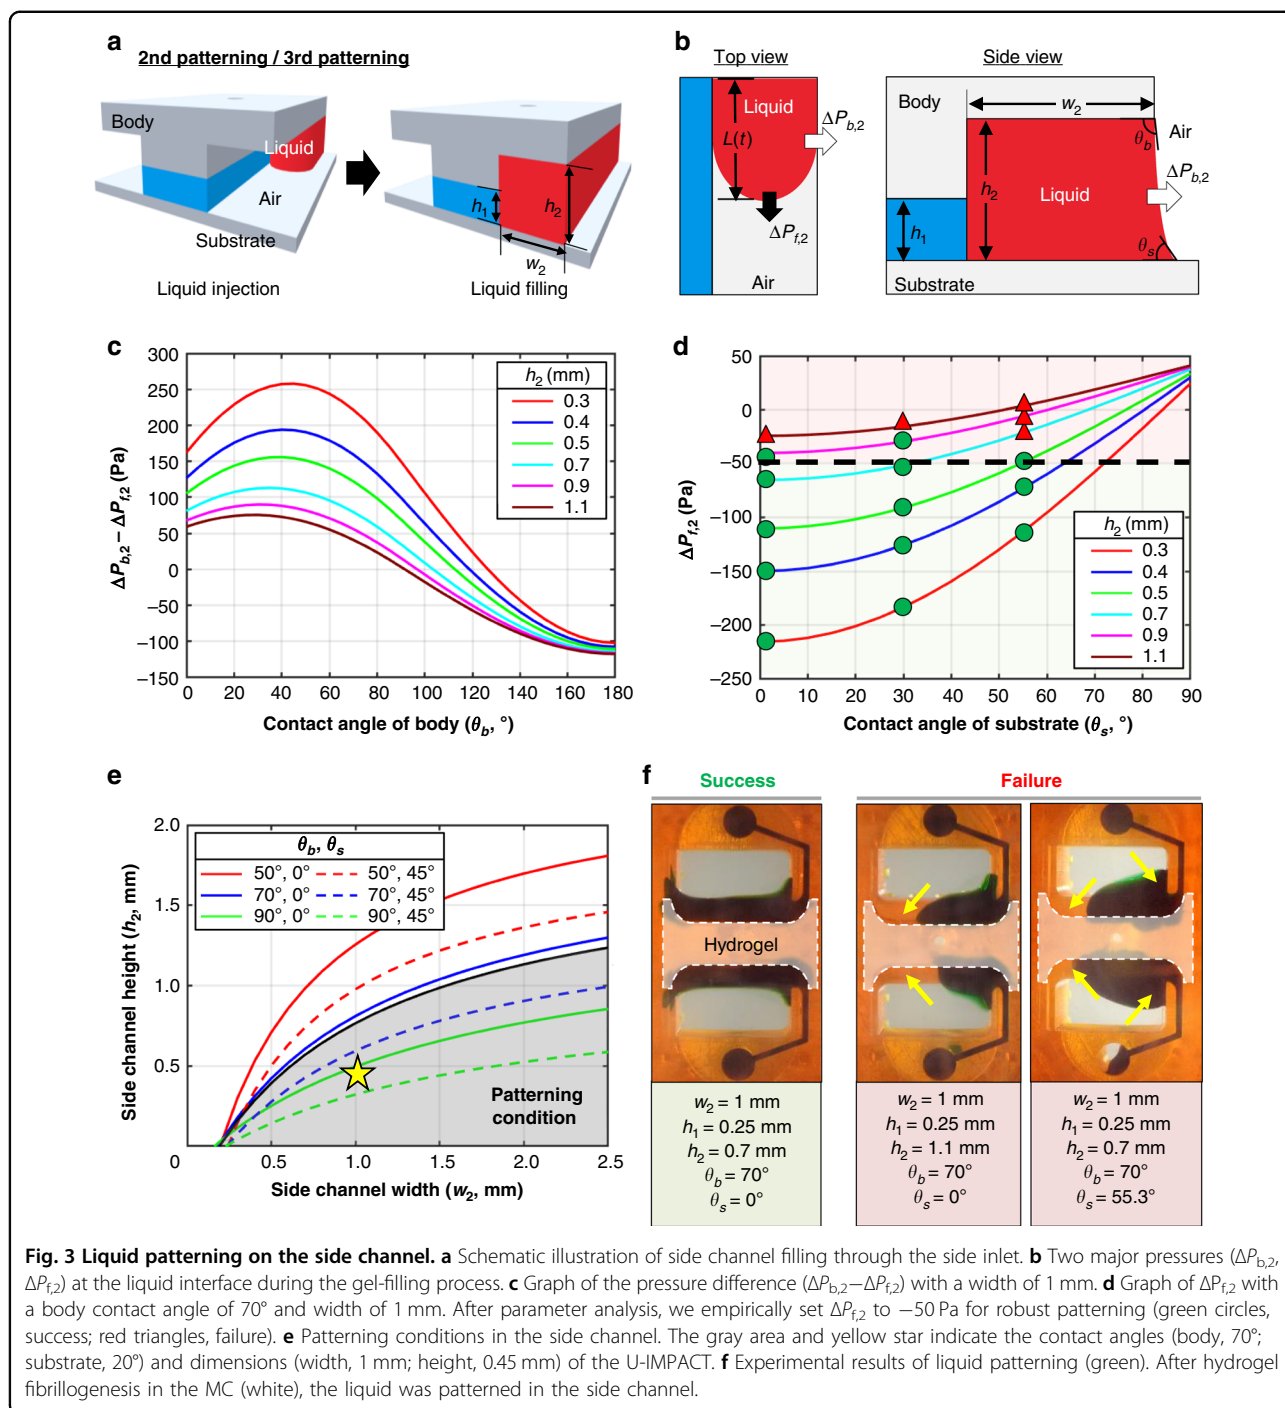 a
2nd patterning / 3rd patterning
Body
Liquid
Air
Substrate
h1
h2
w2
Liquid injection
Liquid filling
b
Top view
Side view
Liquid
L(t)
ΔPb,2
ΔPf,2
Air
Body
w2
Air
θb
ΔPb,2
h2
Liquid
h1
θs
Substrate
c
ΔPb,2 – ΔPf,2 (Pa)
300
250
200
150
100
50
0
−50
−100
−150
h2 (mm)
0.3
0.4
0.5
0.7
0.9
1.1
0 20 40 60 80 100 120 140 160 180
Contact angle of body (θb, °)
d
ΔPf,2 (Pa)
50
0
−50
−100
−150
−200
−250
h2 (mm)
0.3
0.4
0.5
0.7
0.9
1.1
0 10 20 30 40 50 60 70 80 90
Contact angle of substrate (θs, °)
e
Side channel height (h2, mm)
2.0
1.5
1.0
0.5
θb, θs
50°, 0° 50°, 45°
70°, 0° 70°, 45°
90°, 0° 90°, 45°
Patterning
condition
0 0.5 1.0 1.5 2.0 2.5
Side channel width (w2, mm)
f
Success
Failure
Hydrogel
w2 = 1 mm
h1 = 0.25 mm
h2 = 0.7 mm
θb = 70°
θs = 0°
w2 = 1 mm
h1 = 0.25 mm
h2 = 1.1 mm
θb = 70°
θs = 0°
w2 = 1 mm
h1 = 0.25 mm
h2 = 0.7 mm
θb = 70°
θs = 55.3°
Fig. 3 Liquid patterning on the side channel. a Schematic illustration of side channel filling through the side inlet. b Two major pressures (ΔPb,2,
ΔPf,2) at the liquid interface during the gel-filling process. c Graph of the pressure difference (ΔPb,2−ΔPf,2) with a width of 1 mm. d Graph of ΔPf,2 with
a body contact angle of 70° and width of 1 mm. After parameter analysis, we empirically set ΔPf,2 to −50 Pa for robust patterning (green circles,
success; red triangles, failure). e Patterning conditions in the side channel. The gray area and yellow star indicate the contact angles (body, 70°;
substrate, 20°) and dimensions (width, 1 mm; height, 0.45 mm) of the U-IMPACT. f Experimental results of liquid patterning (green). After hydrogel
fibrillogenesis in the MC (white), the liquid was patterned in the side channel.